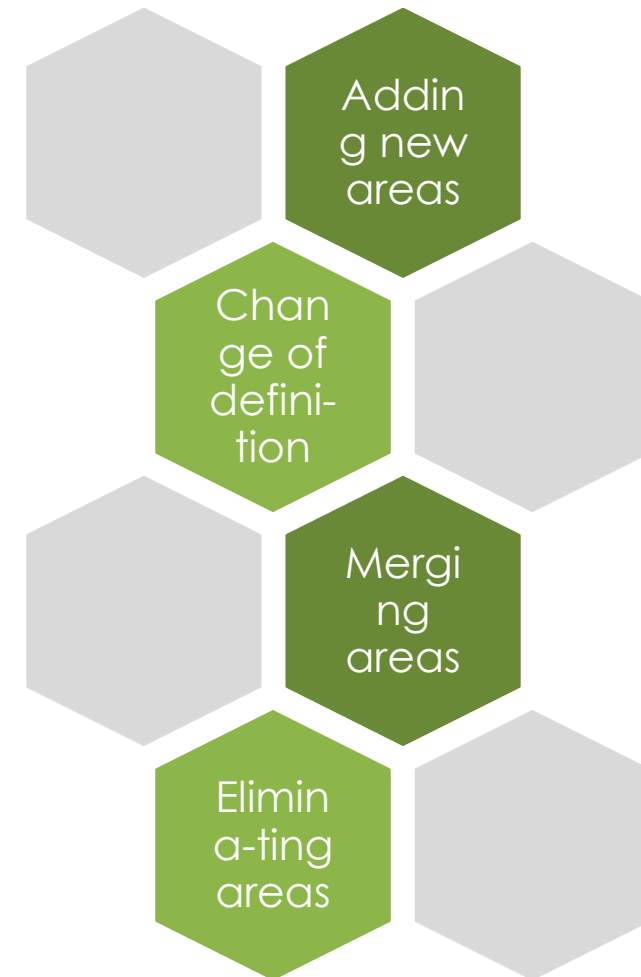 Addin
g new
areas
Chan
ge of
defini-
tion
Mergi
ng
areas
Elimin
a-ting
areas